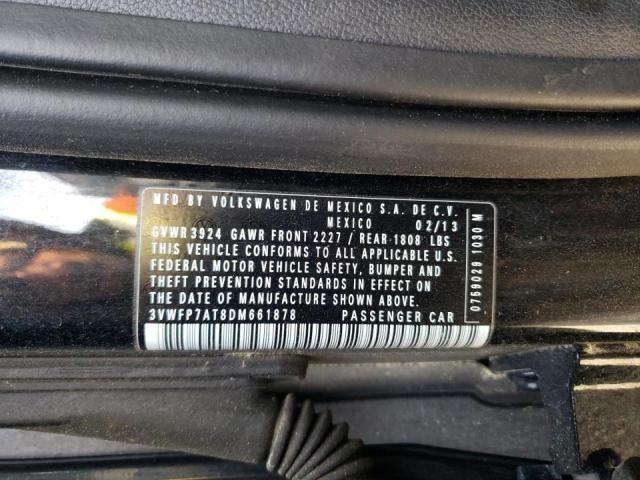 MFD BY VOLKSWAGEN DE MEXICO S.A. DE C.V.
MEXICO 02/13
GVWR 3924 GAWR FRONT 2227 / REAR 1808 LBS
THIS VEHICLE CONFORMS TO ALL APPLICABLE U.S.
FEDERAL MOTOR VEHICLE SAFETY, BUMPER AND
THEFT PREVENTION STANDARDS IN EFFECT ON
THE DATE OF MANUFACTURE SHOWN ABOVE.
3VWFP7AT8DM661878 PASSENGER CAR
0759029 1030 M